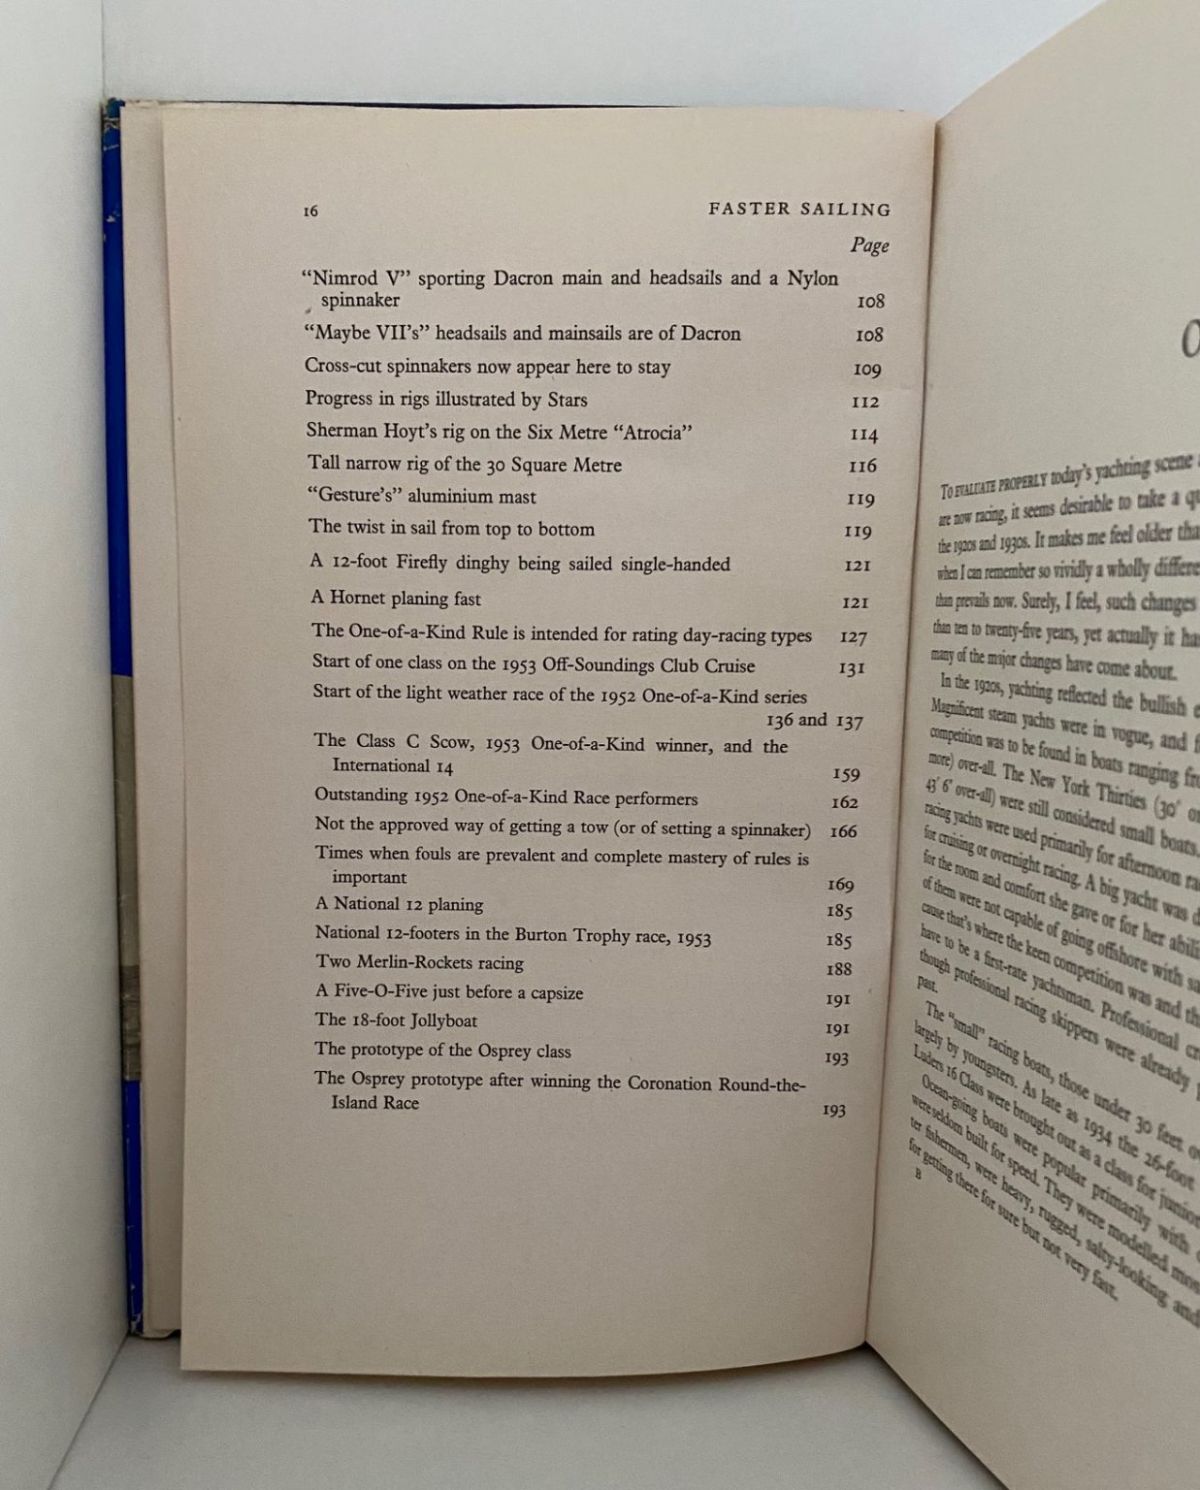 16 FASTER SAILING
Page
“Nimrod V” sporting Dacron main and headsails and a Nylon
spinnaker 108
“Maybe VII's” headsails and mainsails are of Dacron 108
Cross-cut spinnakers now appear here to stay 109
Progress in rigs illustrated by Stars 112
Sherman Hoyt's rig on the Six Metre “Atrocia” 114
Tall narrow rig of the 30 Square Metre 116
“Gesture's” aluminium mast 119
The twist in sail from top to bottom 119
A 12-foot Firefly dinghy being sailed single-handed 121
A Hornet planing fast 121
The One-of-a-Kind Rule is intended for rating day-racing types 127
Start of one class on the 1953 Off-Soundings Club Cruise 131
Start of the light weather race of the 1952 One-of-a-Kind series
136 and 137
The Class C Scow, 1953 One-of-a-Kind winner, and the
International 14 159
Outstanding 1952 One-of-a-Kind Race performers 162
Not the approved way of getting a tow (or of setting a spinnaker) 166
Times when fouls are prevalent and complete mastery of rules is
important 169
A National 12 planing 185
National 12-footers in the Burton Trophy race, 1953 185
Two Merlin-Rockets racing 188
A Five-O-Five just before a capsize 191
The 18-foot Jollyboat 191
The prototype of the Osprey class 193
The Osprey prototype after winning the Coronation Round-the-
Island Race 193
TO EVALUATE PROPERLY today's yachting scene
are now racing, it seems desirable to take a
the 1920s and 1930s. It makes me feel older
when I can remember so vividly a wholly
than prevails now. Surely, I feel, such changes
than ten to twenty-five years, yet actually it
many of the major changes have come about.
In the 1920s, yachting reflected the bullish
Magnificent steam yachts were in vogue, and
competition was to be found in boats ranging
more) over-all. The New York Thirties (30'
43' 6" over-all) were still considered small boats.
racing yachts were used primarily for afternoon
for cruising or overnight racing. A big yacht was
for the room and comfort she gave or for her
of them were not capable of going offshore with
cause that's where the keen competition was and
have to be a first-rate yachtsman. Professional
though professional racing skippers were already
past.
The “small” racing boats, those under 30 feet
largely by youngsters. As late as 1934 the 26-foot
Luders 16 Class were brought out as a class for
Ocean-going boats were popular primarily with
were seldom built for speed. They were modelled
ter fishermen, were heavy, rugged, salty-looking and
for getting there for sure but not very fast.
B